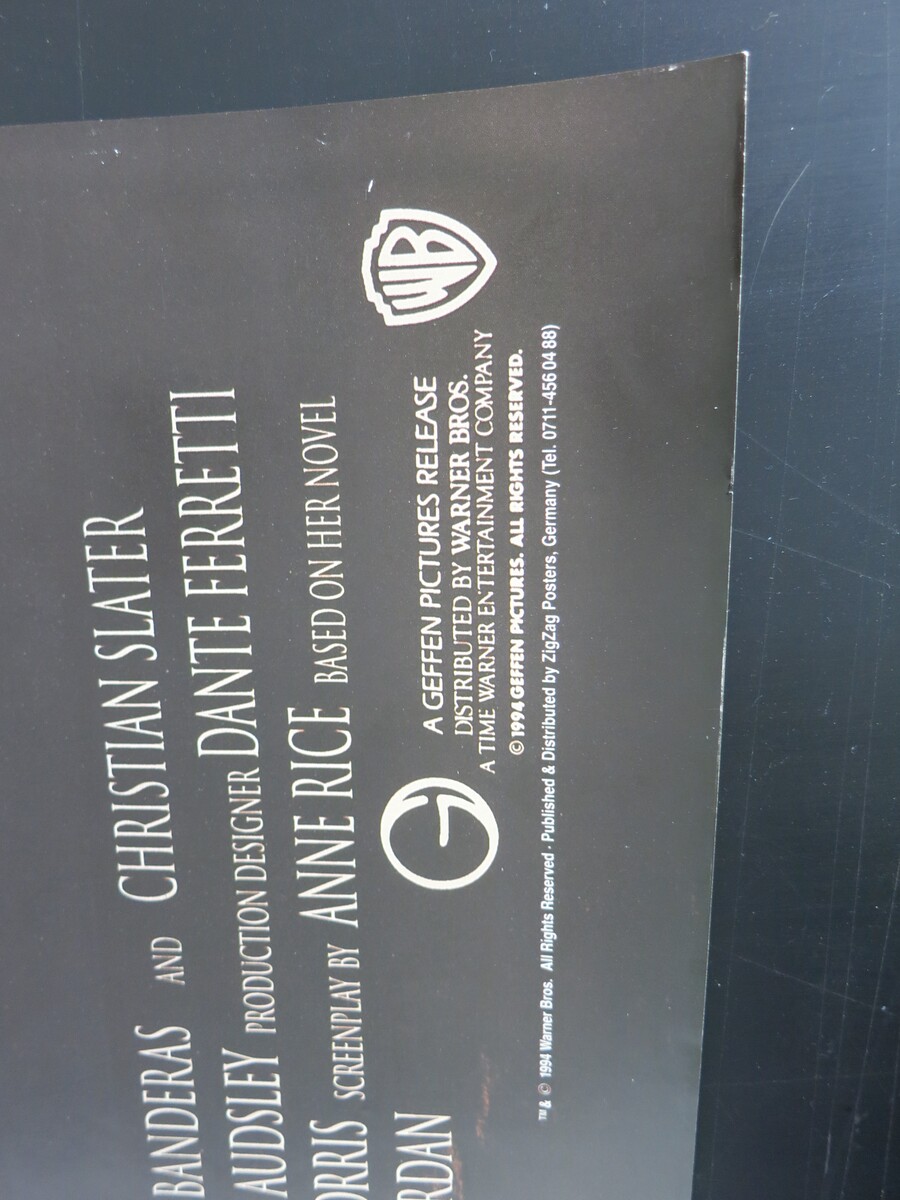 BANDERAS AND CHRISTIAN SLATER
AUDSLEY PRODUCTION DESIGNER DANTE FERRETTI
ORRIS SCREENPLAY BY ANNE RICE BASED ON HER NOVEL
RDAN
G
A GEFFEN PICTURES RELEASE
DISTRIBUTED BY WARNER BROS.
A TIME WARNER ENTERTAINMENT COMPANY
© 1994 GEFFEN PICTURES. ALL RIGHTS RESERVED.
WB
™ & © 1994 Warner Bros. All Rights Reserved · Published & Distributed by ZigZag Posters, Germany (Tel. 0711-456 04 88)